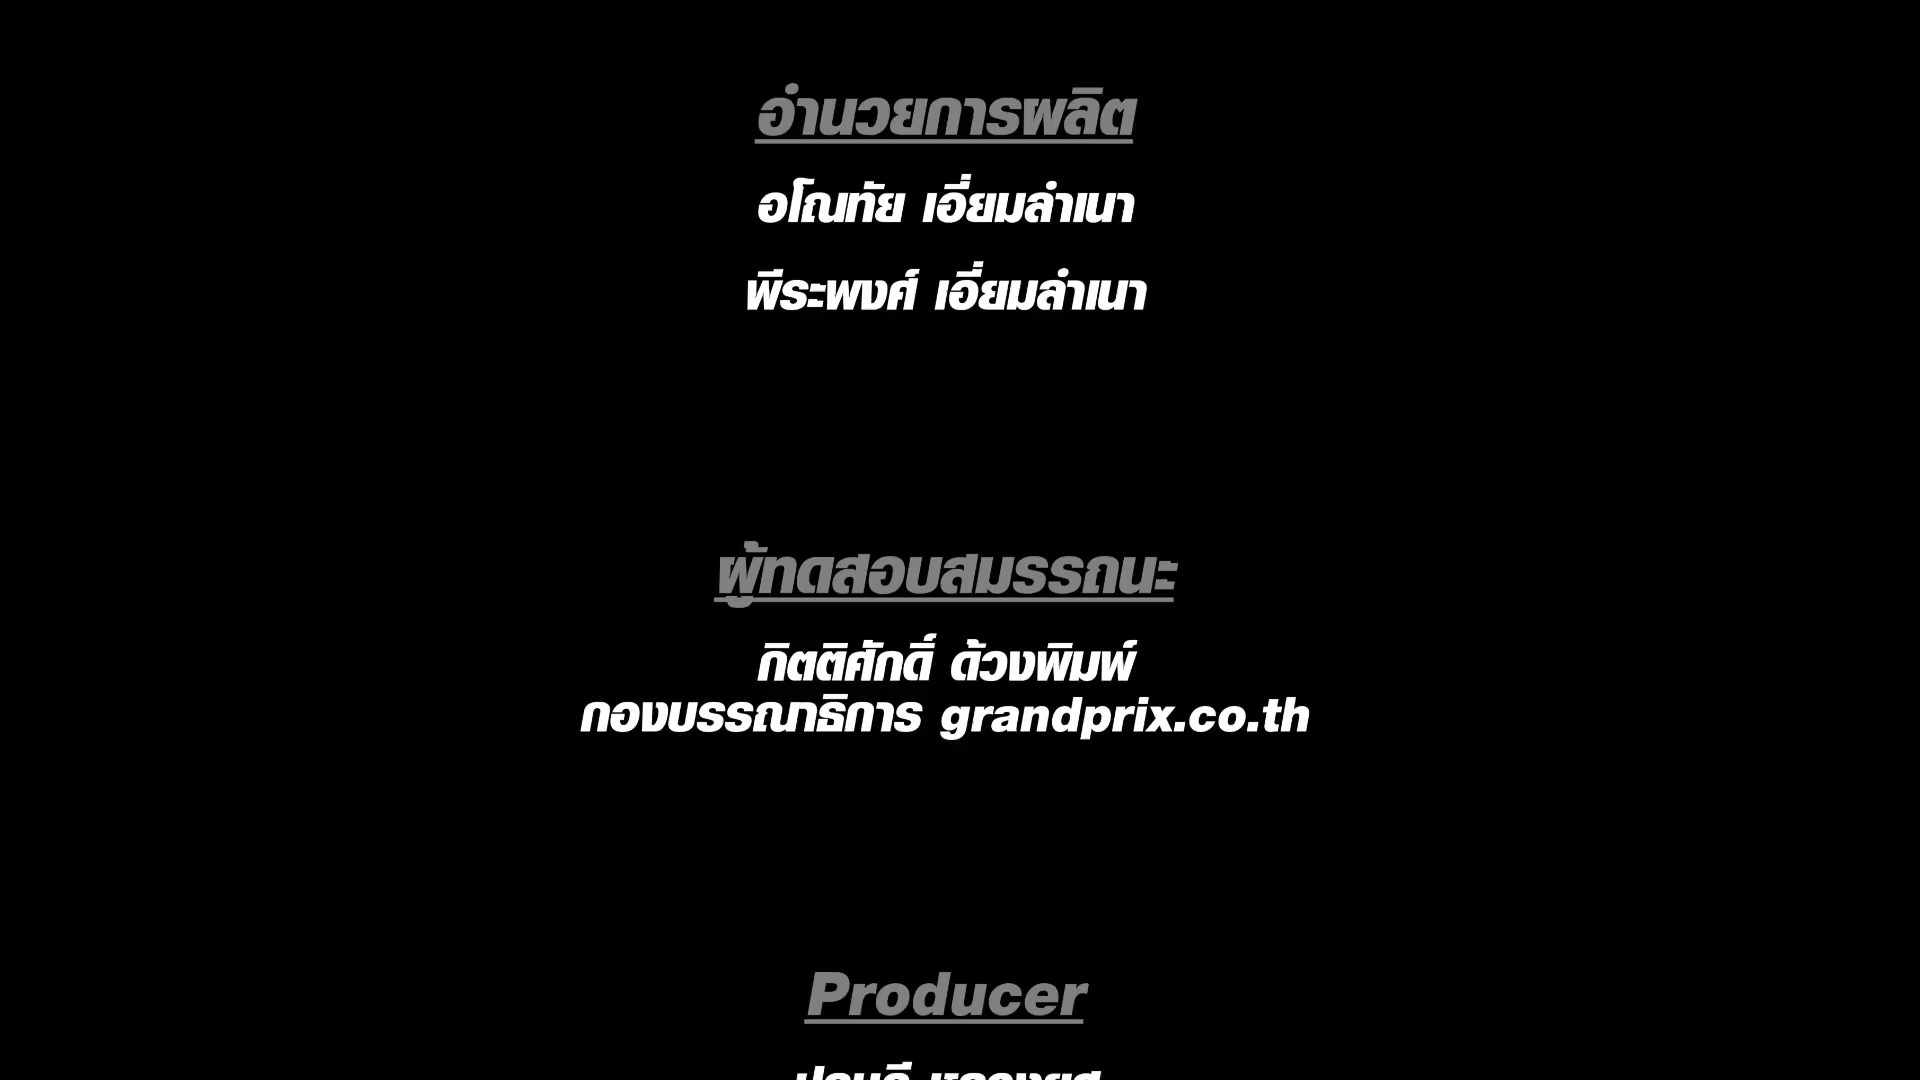 อำนวยการผลิต
อโณทัย เอี่ยมลำเนา
พีระพงศ์ เอี่ยมลำเนา
ผู้ทดสอบสมรรถนะ
กิตติศักดิ์ ด้วงพิมพ์
กองบรรณาธิการ grandprix.co.th
Producer